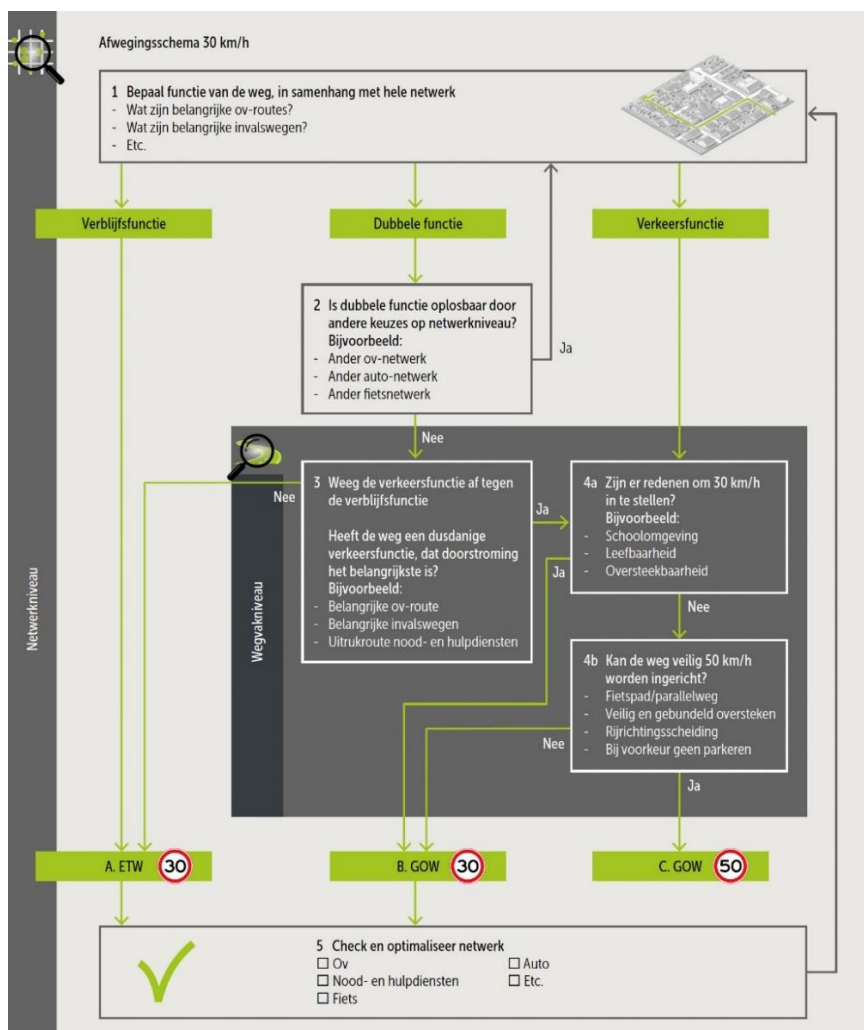 Afwegingsschema 30 km/h
1 Bepaal functie van de weg, in samenhang met hele netwerk
- Wat zijn belangrijke ov-routes?
- Wat zijn belangrijke invalswegen?
- Etc.
Verblijfsfunctie
Dubbele functie
Verkeersfunctie
2 Is dubbele functie oplosbaar door
andere keuzes op netwerkniveau?
Bijvoorbeeld:
- Ander ov-netwerk
- Ander auto-netwerk
- Ander fietsnetwerk
Ja
Nee
Netwerkniveau
Wegvakniveau
3 Weeg de verkeersfunctie af tegen
de verblijfsfunctie
Heeft de weg een dusdanige
verkeersfunctie, dat doorstroming
het belangrijkste is?
Bijvoorbeeld:
- Belangrijke ov-route
- Belangrijke invalswegen
- Uitrukroute nood- en hulpdiensten
Nee
Ja
4a Zijn er redenen om 30 km/h
in te stellen?
Bijvoorbeeld:
- Schoolomgeving
- Leefbaarheid
- Oversteekbaarheid
Ja
Nee
4b Kan de weg veilig 50 km/h
worden ingericht?
- Fietspad/parallelweg
- Veilig en gebundeld oversteken
- Rijrichtingsscheiding
- Bij voorkeur geen parkeren
Nee
Ja
A. ETW 30
B. GOW 30
C. GOW 50
5 Check en optimaliseer netwerk
Ov
Nood- en hulpdiensten
Fiets
Auto
Etc.